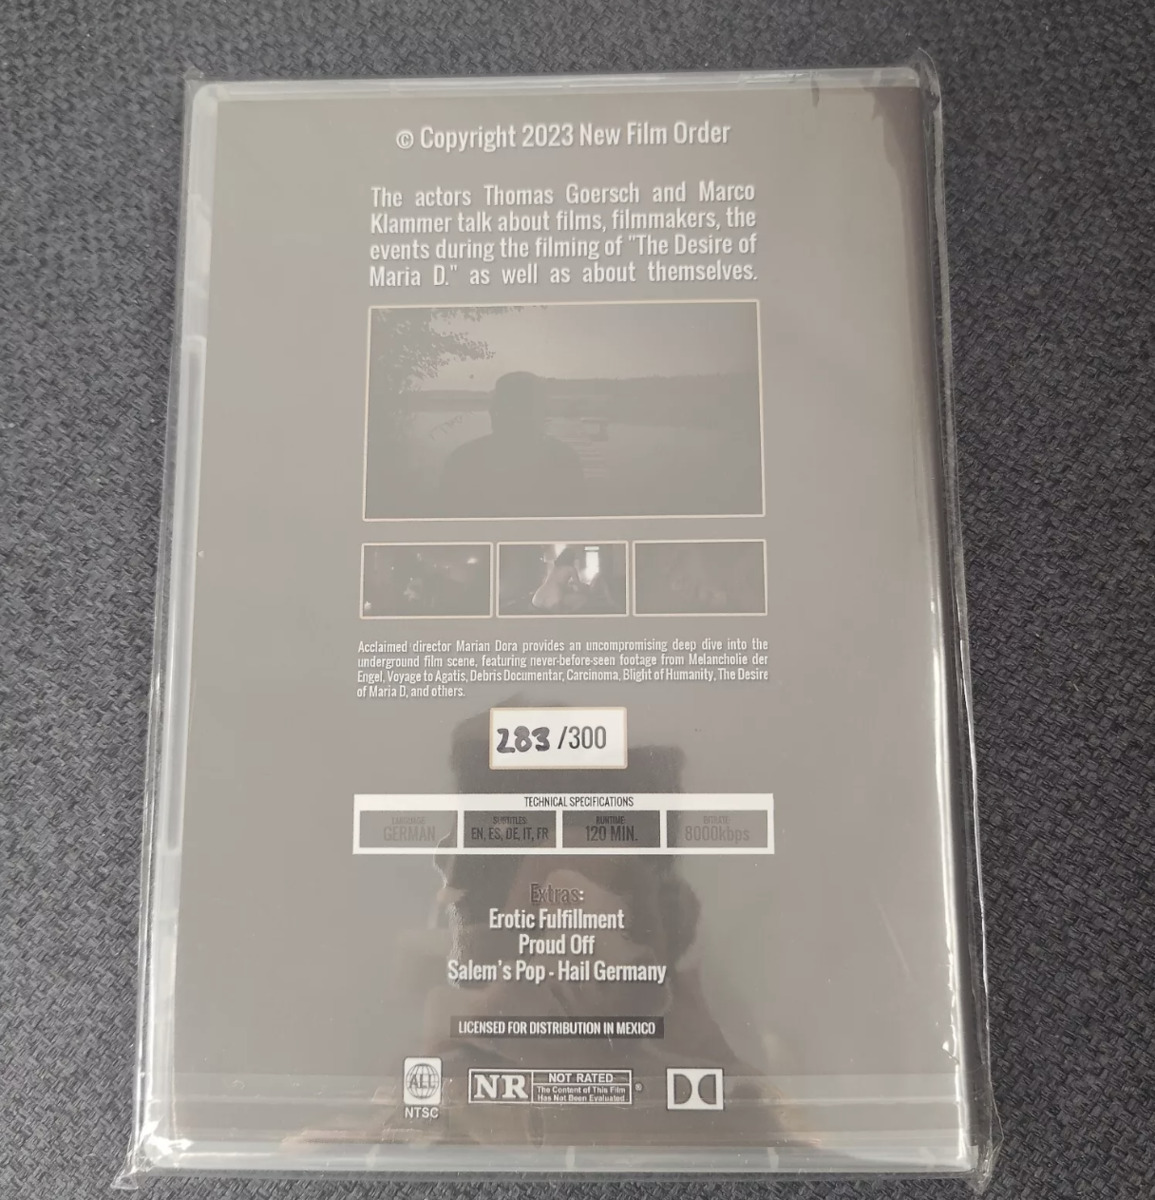 © Copyright 2023 New Film Order
The actors Thomas Goersch and Marco
Klammer talk about films, filmmakers, the
events during the filming of "The Desire of
Maria D." as well as about themselves.
Acclaimed director Marian Dora provides an uncompromising deep dive into the
underground film scene, featuring never-before-seen footage from Melancholie der
Engel, Voyage to Agatis, Debris Documentar, Carcinoma, Blight of Humanity, The Desire
of Maria D, and others.
283 /300
TECHNICAL SPECIFICATIONS
LANGUAGE: SUBTITLES: RUNTIME: BITRATE:
GERMAN EN, ES, DE, IT, FR 120 MIN. 8000kbps
Extras:
Erotic Fulfillment
Proud Off
Salem's Pop - Hail Germany
LICENSED FOR DISTRIBUTION IN MEXICO
ALL
NTSC
NR NOT RATED
The Content of This Film
Has Not Been Evaluated ®